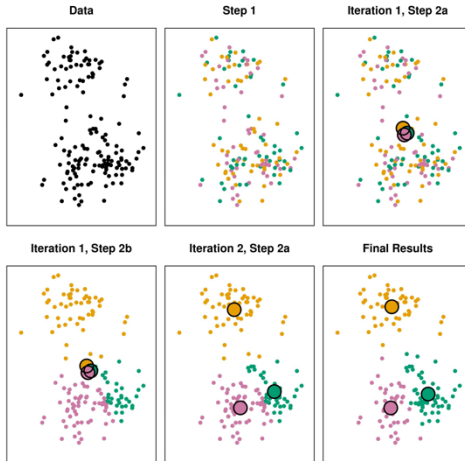 Data
Step 1
Iteration 1, Step 2a
Iteration 1, Step 2b
Iteration 2, Step 2a
Final Results